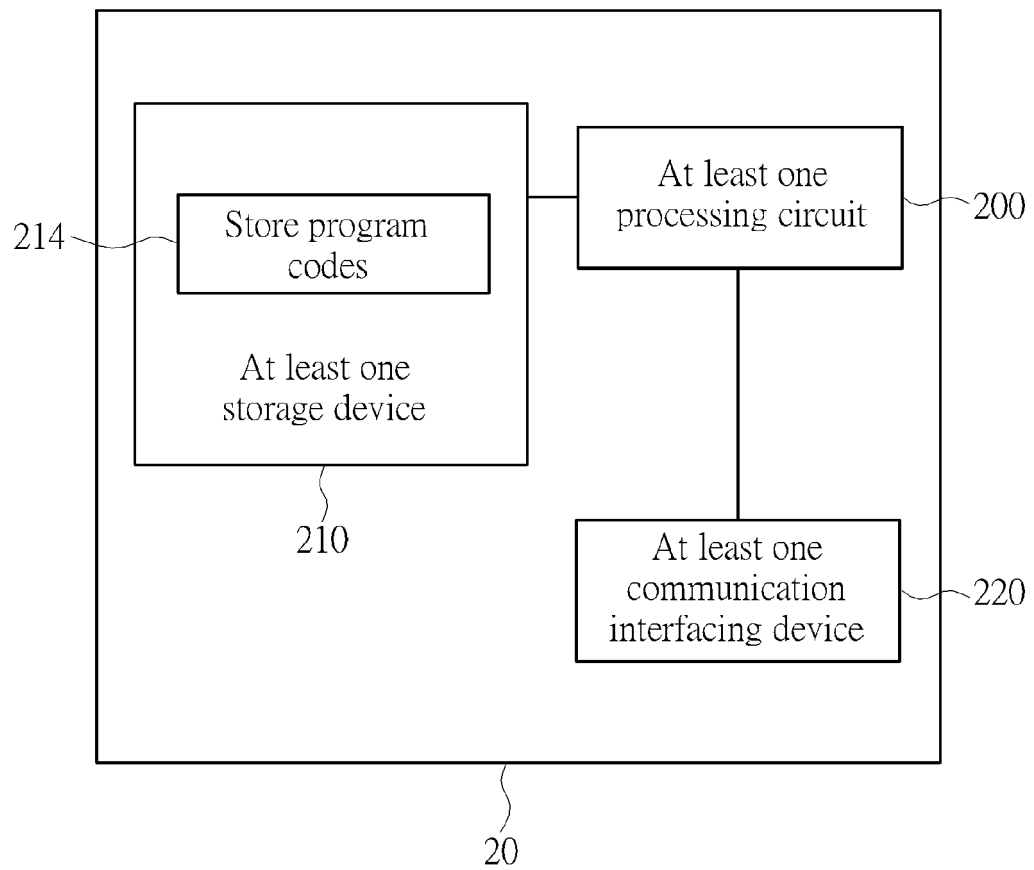 At least one
processing circuit
200
214
Store program
codes
At least one
storage device
210
At least one
communication
interfacing device
220
20